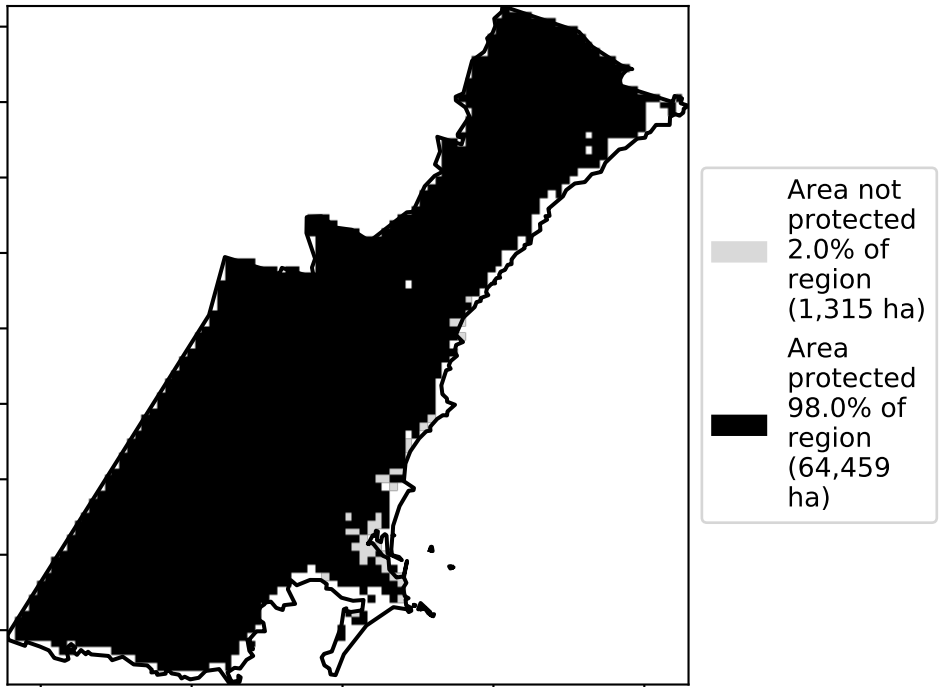 Area not
protected
2.0% of
region
(1,315 ha)
Area
protected
98.0% of
region
(64,459
ha)